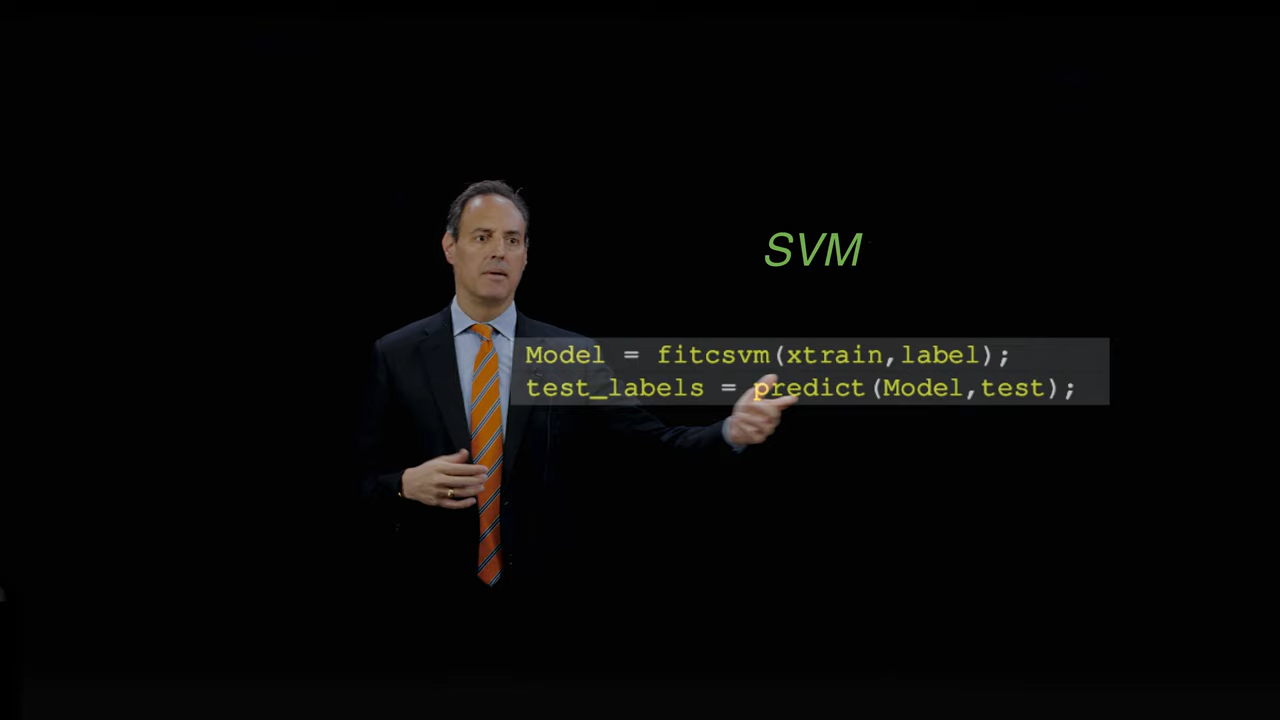 SVM
Model = fitcsvm(xtrain,label);
test_labels = predict(Model,test);